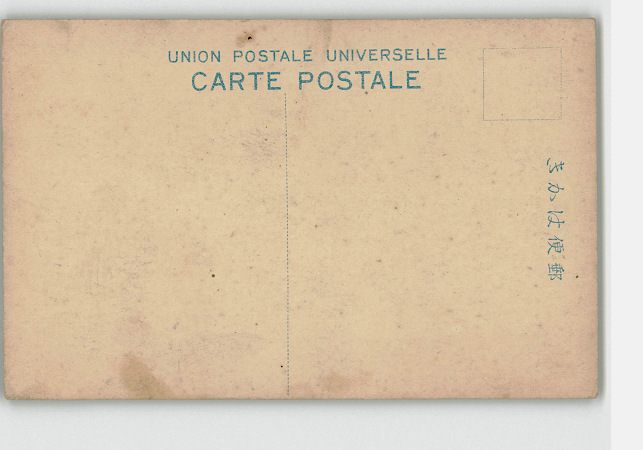 UNION POSTALE UNIVERSELLE
CARTE POSTALE
きかは便郵